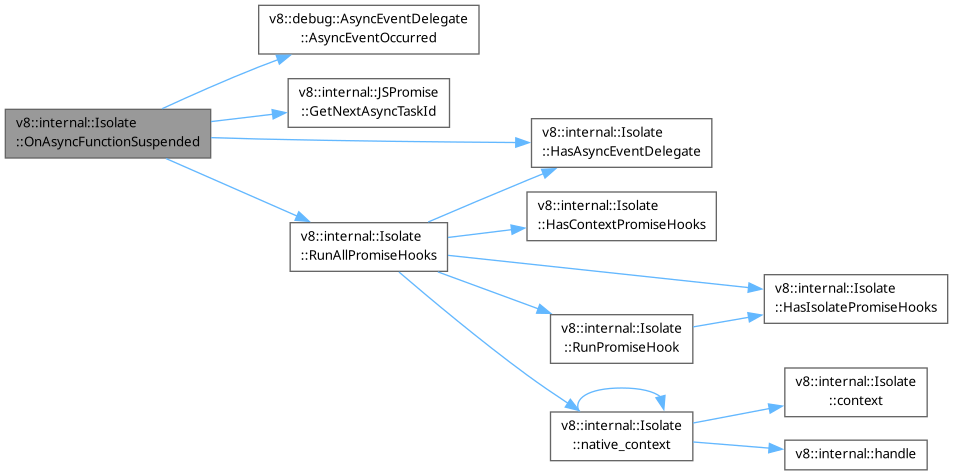 v8::debug::AsyncEventDelegate
::AsyncEventOccurred
v8::internal::JSPromise
::GetNextAsyncTaskId
v8::internal::Isolate
::OnAsyncFunctionSuspended
v8::internal::Isolate
::HasAsyncEventDelegate
v8::internal::Isolate
::HasContextPromiseHooks
v8::internal::Isolate
::RunAllPromiseHooks
v8::internal::Isolate
::HasIsolatePromiseHooks
v8::internal::Isolate
::RunPromiseHook
v8::internal::Isolate
::context
v8::internal::Isolate
::native_context
v8::internal::handle